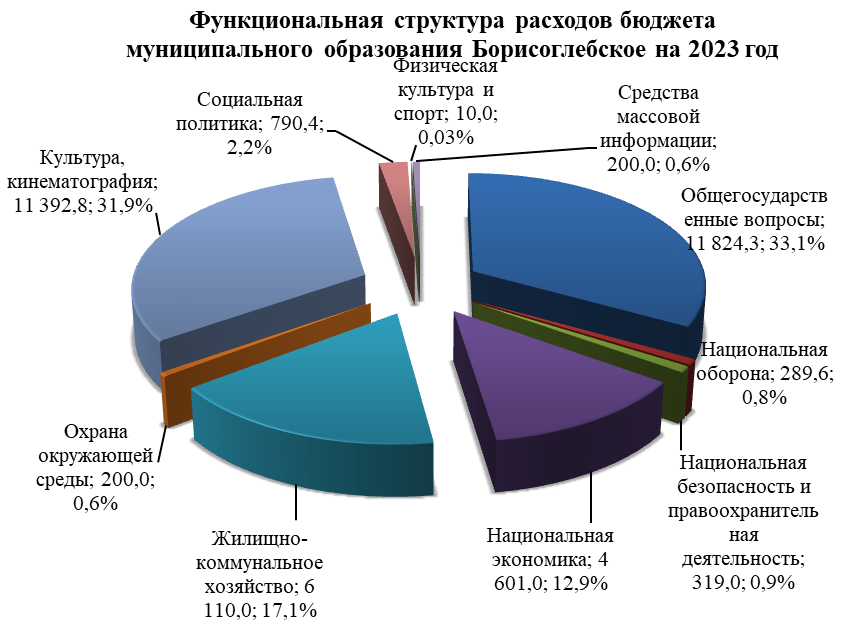 Функциональная структура расходов бюджета
муниципального образования Борисоглебское на 2023 год
Физическая
культура и
спорт; 10,0;
0,03%
Социальная
политика; 790,4;
2,2%
Средства
массовой
информации;
200,0; 0,6%
Культура,
кинематография;
11 392,8; 31,9%
Общегосударств
енные вопросы;
11 824,3; 33,1%
Национальная
оборона; 289,6;
0,8%
Охрана
окружающей
среды; 200,0;
0,6%
Национальная
безопасность и
правоохранитель
ная
деятельность;
319,0; 0,9%
Жилищно-
коммунальное
хозяйство; 6
110,0; 17,1%
Национальная
экономика; 4
601,0; 12,9%